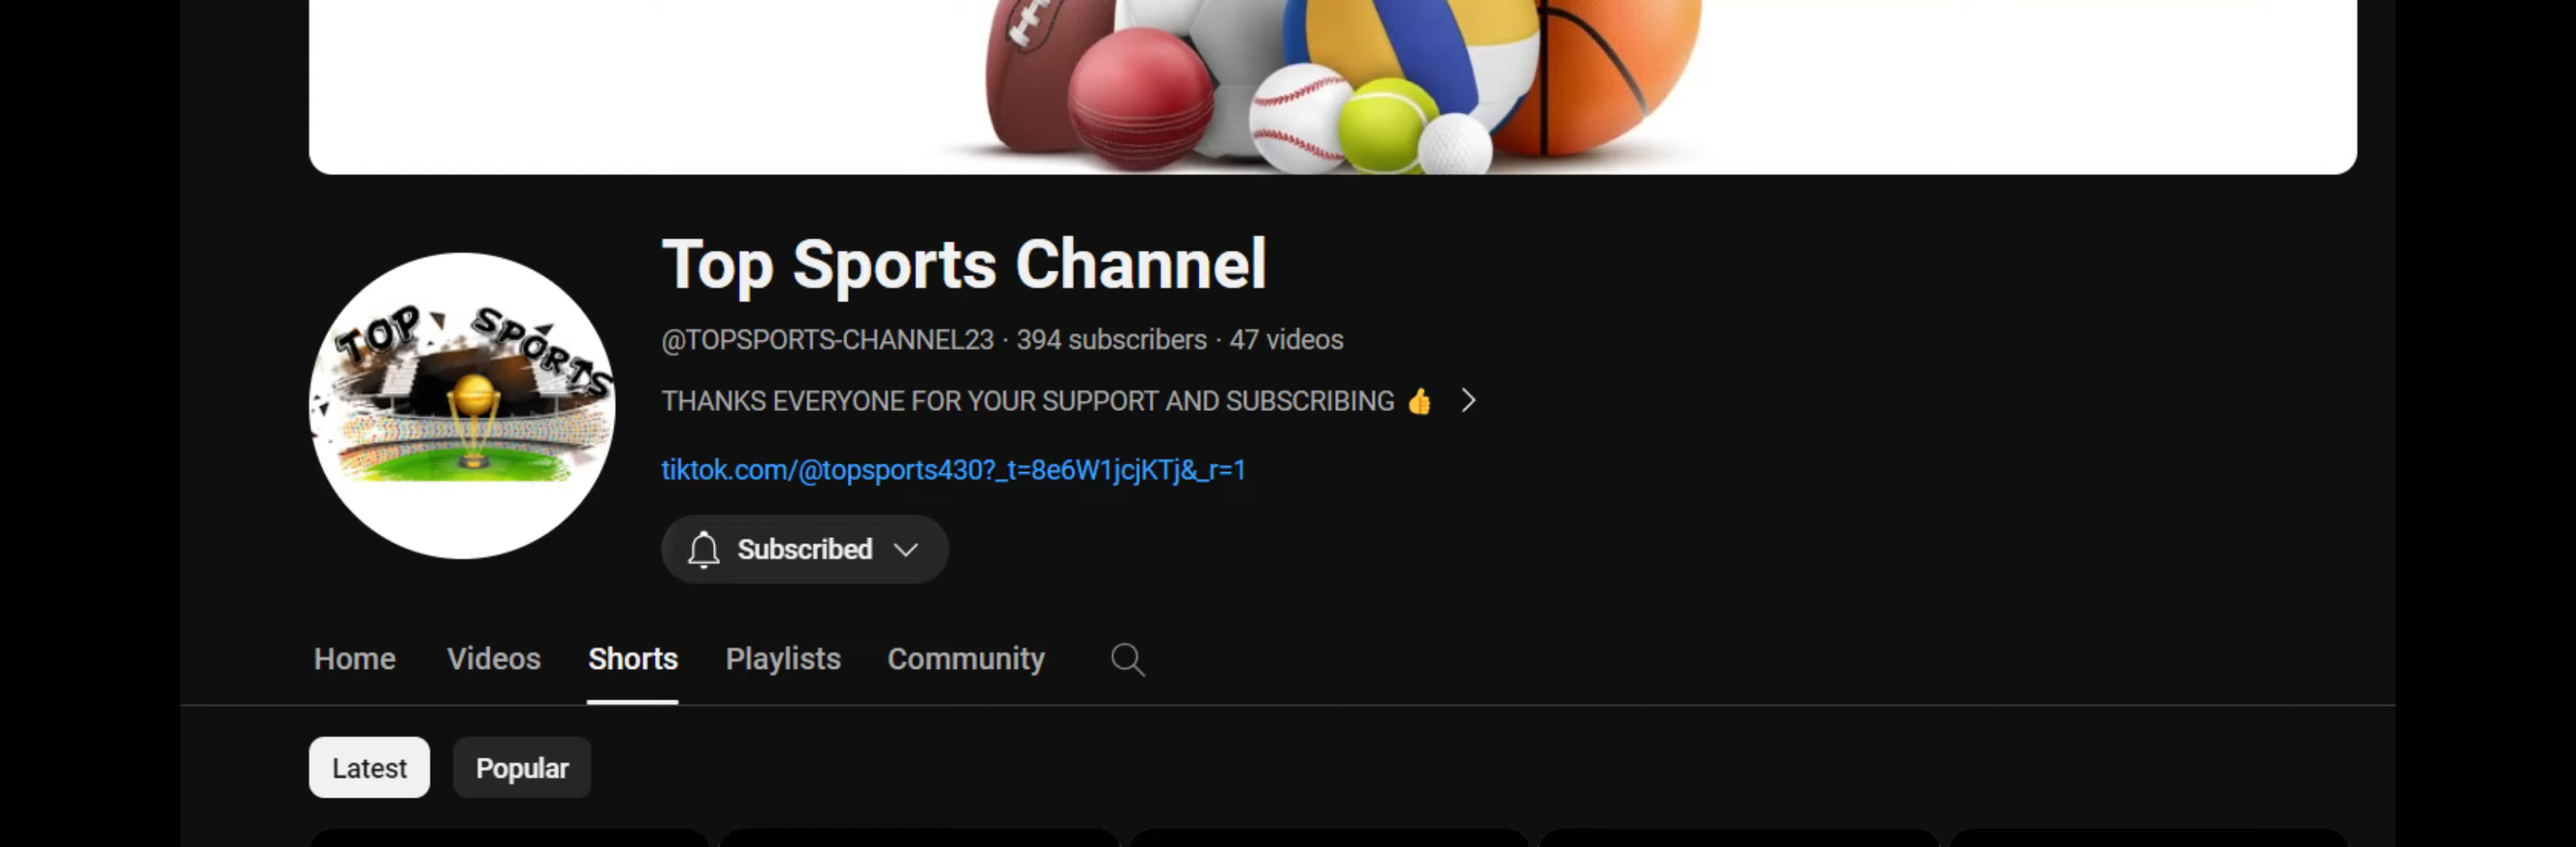 Top Sports Channel
TOP SPORTS
@TOPSPORTS-CHANNEL23 · 394 subscribers · 47 videos
THANKS EVERYONE FOR YOUR SUPPORT AND SUBSCRIBING 👍
tiktok.com/@topsports430?_t=8e6W1jcjKTj&_r=1
Subscribed
Home Videos Shorts Playlists Community
Latest Popular